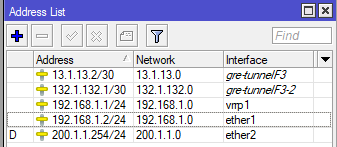 Address List
Find
Address Network Interface
13.1.13.2/30 13.1.13.0 gre-tunnelF3
132.1.132.1/30 132.1.132.0 gre-tunnelF3-2
192.168.1.1/24 192.168.1.0 vrrp1
192.168.1.2/24 192.168.1.0 ether1
D 200.1.1.254/24 200.1.1.0 ether2